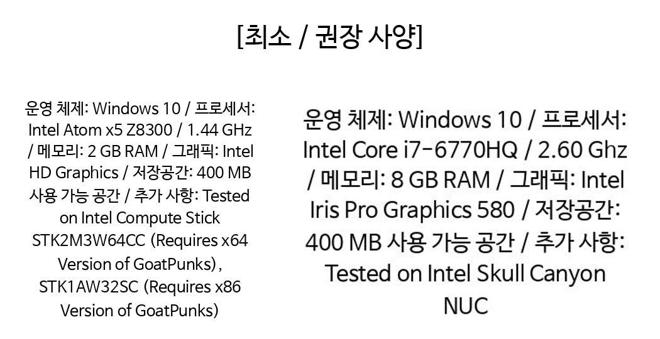 [최소 / 권장 사양]
운영 체제: Windows 10 / 프로세서:
Intel Atom x5 Z8300 / 1.44 GHz
/ 메모리: 2 GB RAM / 그래픽: Intel
HD Graphics / 저장공간: 400 MB
사용 가능 공간 / 추가 사항: Tested
on Intel Compute Stick
STK2M3W64CC (Requires x64
Version of GoatPunks),
STK1AW32SC (Requires x86
Version of GoatPunks)
운영 체제: Windows 10 / 프로세서:
Intel Core i7-6770HQ / 2.60 Ghz
/ 메모리: 8 GB RAM / 그래픽: Intel
Iris Pro Graphics 580 / 저장공간:
400 MB 사용 가능 공간 / 추가 사항:
Tested on Intel Skull Canyon
NUC